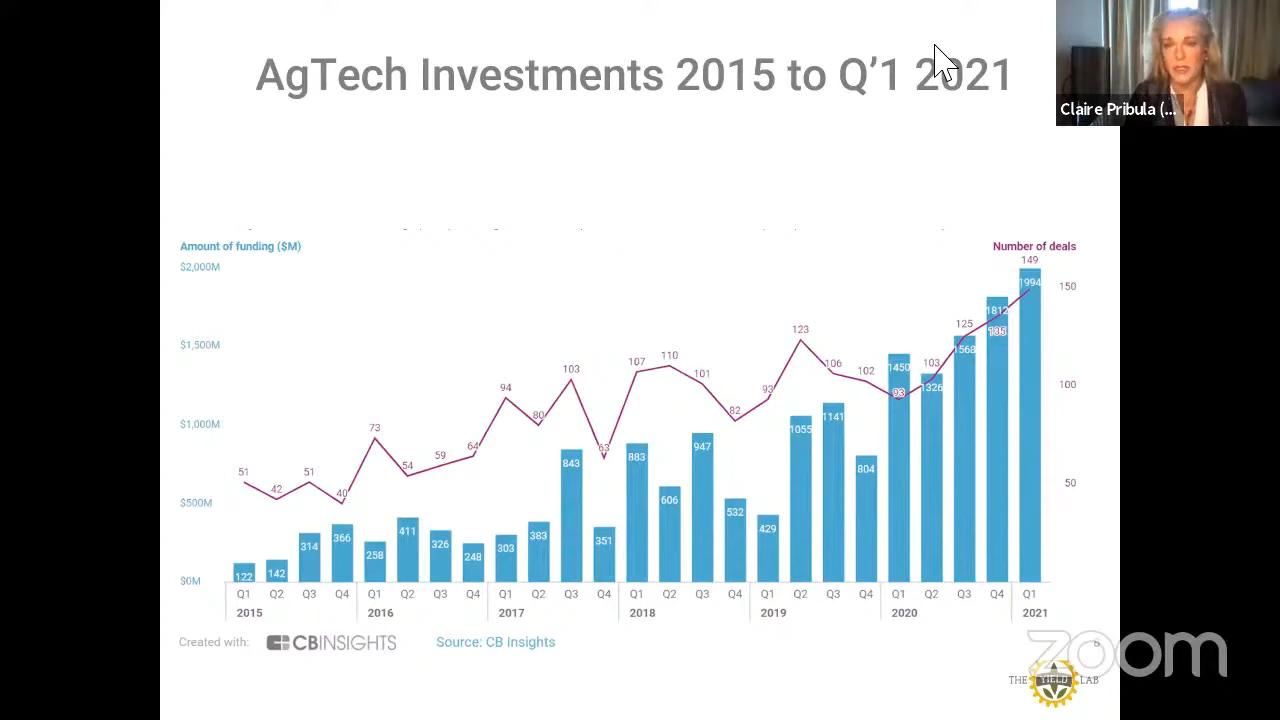 AgTech Investments 2015 to Q'1 2021
Claire Pribula (...
Amount of funding ($M)
Number of deals
$2,000M
$1,500M
$1,000M
$500M
$0M
150
100
50
51 42 51 40 73 54 59 64 94 80 103 63 107 110 101 82 93 123 106 102 93 103 125 135 149
122 142 314 366 258 411 326 248 303 383 843 351 883 606 947 532 429 1055 1141 804 1450 1326 1568 1812 1994
Q1 Q2 Q3 Q4 Q1 Q2 Q3 Q4 Q1 Q2 Q3 Q4 Q1 Q2 Q3 Q4 Q1 Q2 Q3 Q4 Q1 Q2 Q3 Q4 Q1
2015 2016 2017 2018 2019 2020 2021
Created with: CBINSIGHTS Source: CB Insights
zoom
THE YIELD LAB